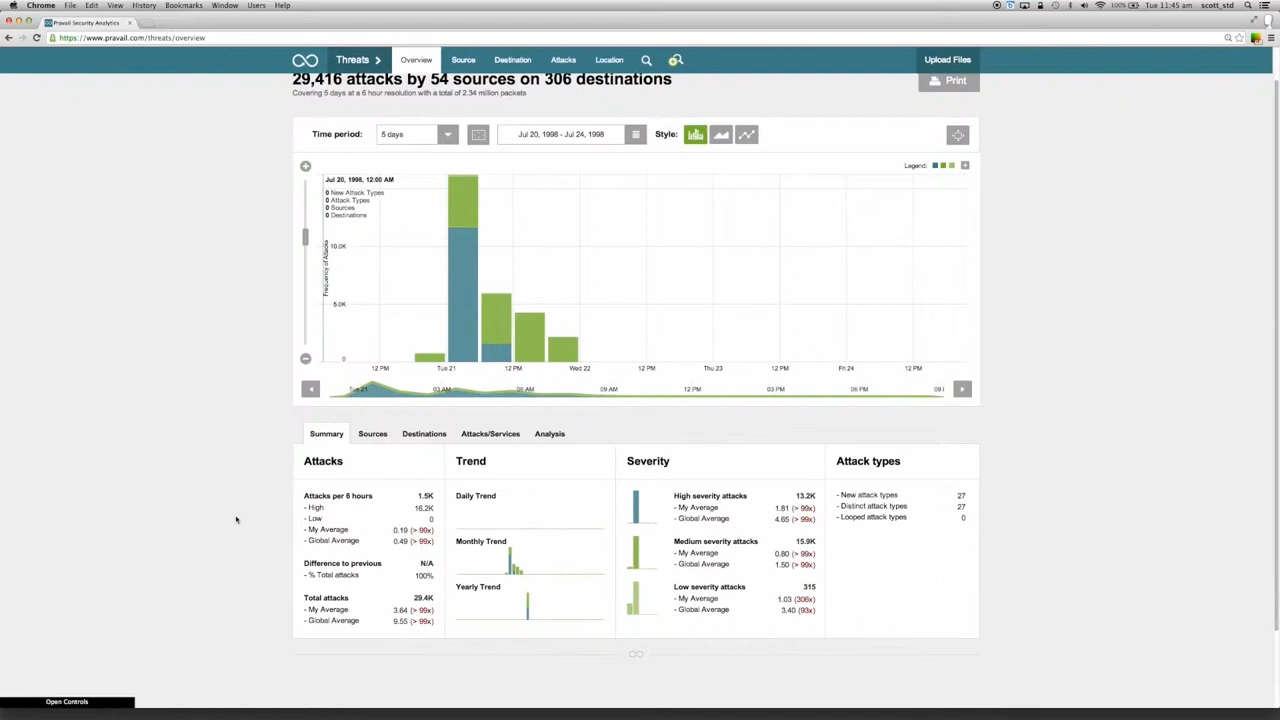 Chrome File Edit View History Bookmarks Window Users Help 100% Tue 11:45 am scott_std
Pravail Security Analytics
https://www.pravail.com/threats/overview
Threats Overview Source Destination Attacks Location Upload Files
29,416 attacks by 54 sources on 306 destinations
Print
Covering 5 days at a 6 hour resolution with a total of 2.34 million packets
Time period: 5 days Jul 20, 1998 - Jul 24, 1998 Style:
Legend:
Jul 20, 1998, 12:00 AM
0 New Attack Types
0 Attack Types
0 Sources
0 Destinations
Frequency of Attacks
10.0K
5.0K
0
12 PM Tue 21 12 PM Wed 22 12 PM Thu 23 12 PM Fri 24 12 PM
Tue 21 03 AM 06 AM 09 AM 12 PM 03 PM 06 PM
Summary Sources Destinations Attacks/Services Analysis
Attacks
Attacks per 6 hours 1.5K
- High 16.2K
- Low 0
- My Average 0.19 (> 99x)
- Global Average 0.49 (> 99x)
Difference to previous N/A
- % Total attacks 100%
Total attacks 29.4K
- My Average 3.64 (> 99x)
- Global Average 9.55 (> 99x)
Trend
Daily Trend
Monthly Trend
Yearly Trend
Severity
High severity attacks 13.2K
- My Average 1.81 (> 99x)
- Global Average 4.65 (> 99x)
Medium severity attacks 15.9K
- My Average 0.80 (> 99x)
- Global Average 1.50 (> 99x)
Low severity attacks 315
- My Average 1.03 (306x)
- Global Average 3.40 (93x)
Attack types
- New attack types 27
- Distinct attack types 27
- Looped attack types 0
Open Controls